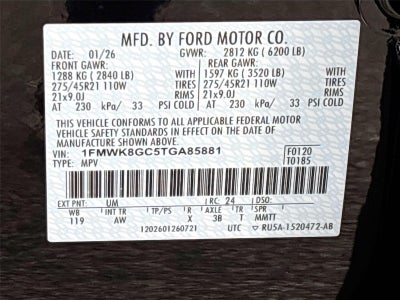 MFD. BY FORD MOTOR CO.
DATE: 01/26 GVWR: 2812 KG ( 6200 LB)
FRONT GAWR: REAR GAWR:
1288 KG ( 2840 LB) 1597 KG ( 3520 LB)
275/45R21 110W TIRES 275/45R21 110W
21x9.0J RIMS 21x9.0J
AT 230 kPa/ 33 PSI COLD AT 230 kPa/ 33 PSI COLD
THIS VEHICLE CONFORMS TO ALL APPLICABLE FEDERAL MOTOR
VEHICLE SAFETY AND THEFT PREVENTION STANDARDS IN EFFECT
ON THE DATE OF MANUFACTURE SHOWN ABOVE.
VIN: 1FMWK8GC5TGA85881 F0120
TYPE: MPV T0185
EXT PNT: UM RC: 24 DSO:
WB INT TR TP/PS R AXLE TR SPR
119 AW X 3B T MMTT
1202601260721 UTC ▼ RU5A-1520472-AB